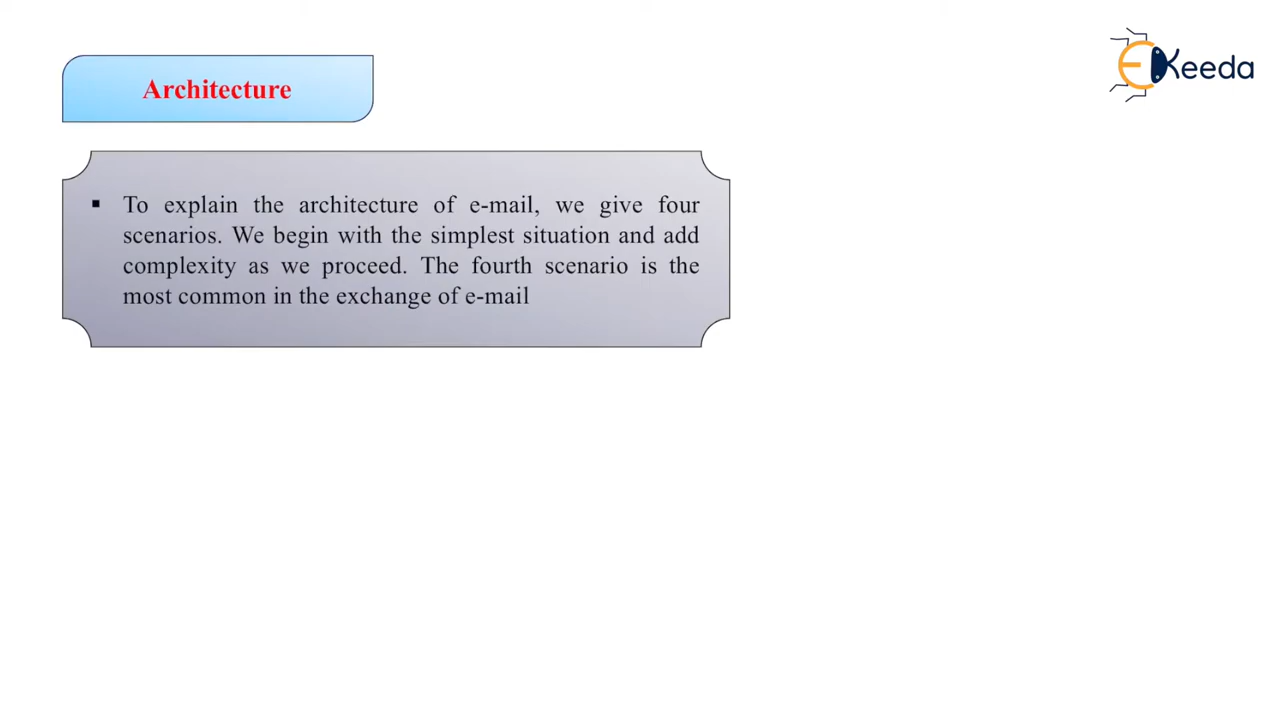 Architecture
EKeeda
▪ To explain the architecture of e-mail, we give four
scenarios. We begin with the simplest situation and add
complexity as we proceed. The fourth scenario is the
most common in the exchange of e-mail